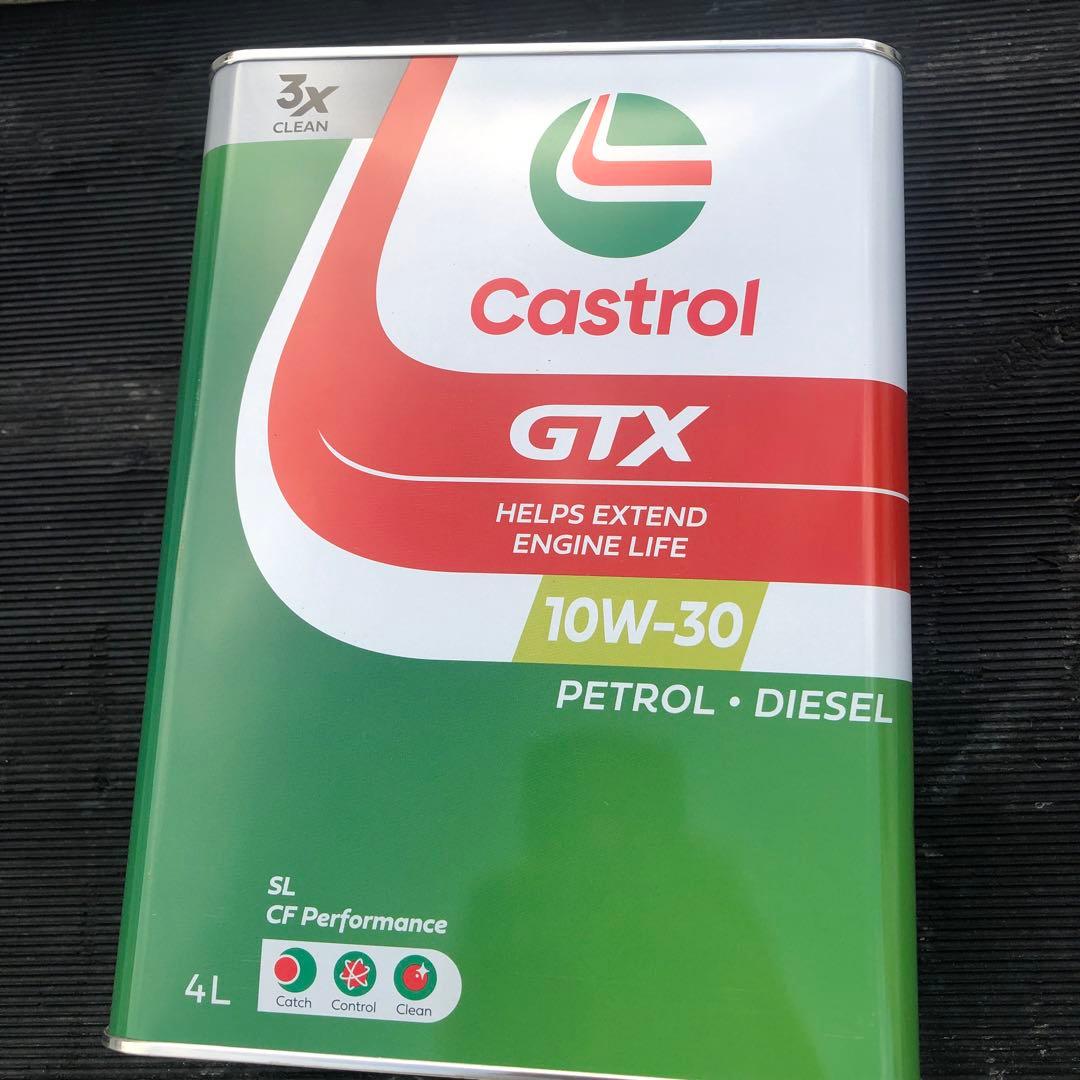 3X
CLEAN
Castrol
GTX
HELPS EXTEND
ENGINE LIFE
10W-30
PETROL • DIESEL
SL
CF Performance
4L
Catch Control Clean